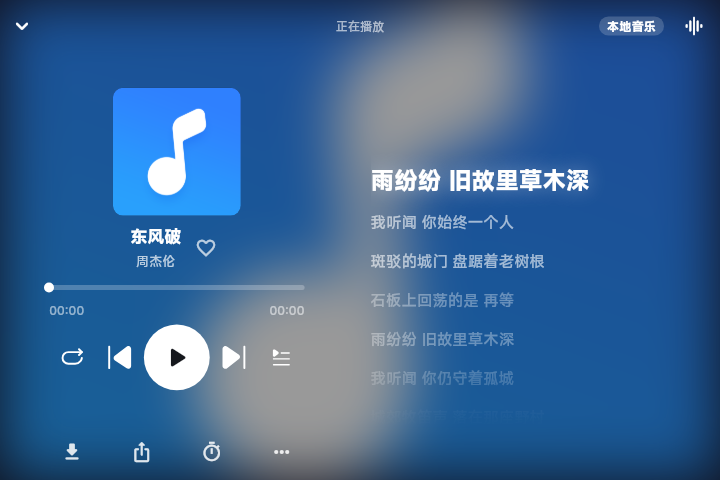 正在播放
本地音乐
东风破
周杰伦
00:00
00:00
雨纷纷 旧故里草木深
我听闻 你始终一个人
斑驳的城门 盘踞着老树根
石板上回荡的是 再等
雨纷纷 旧故里草木深
我听闻 你仍守着孤城